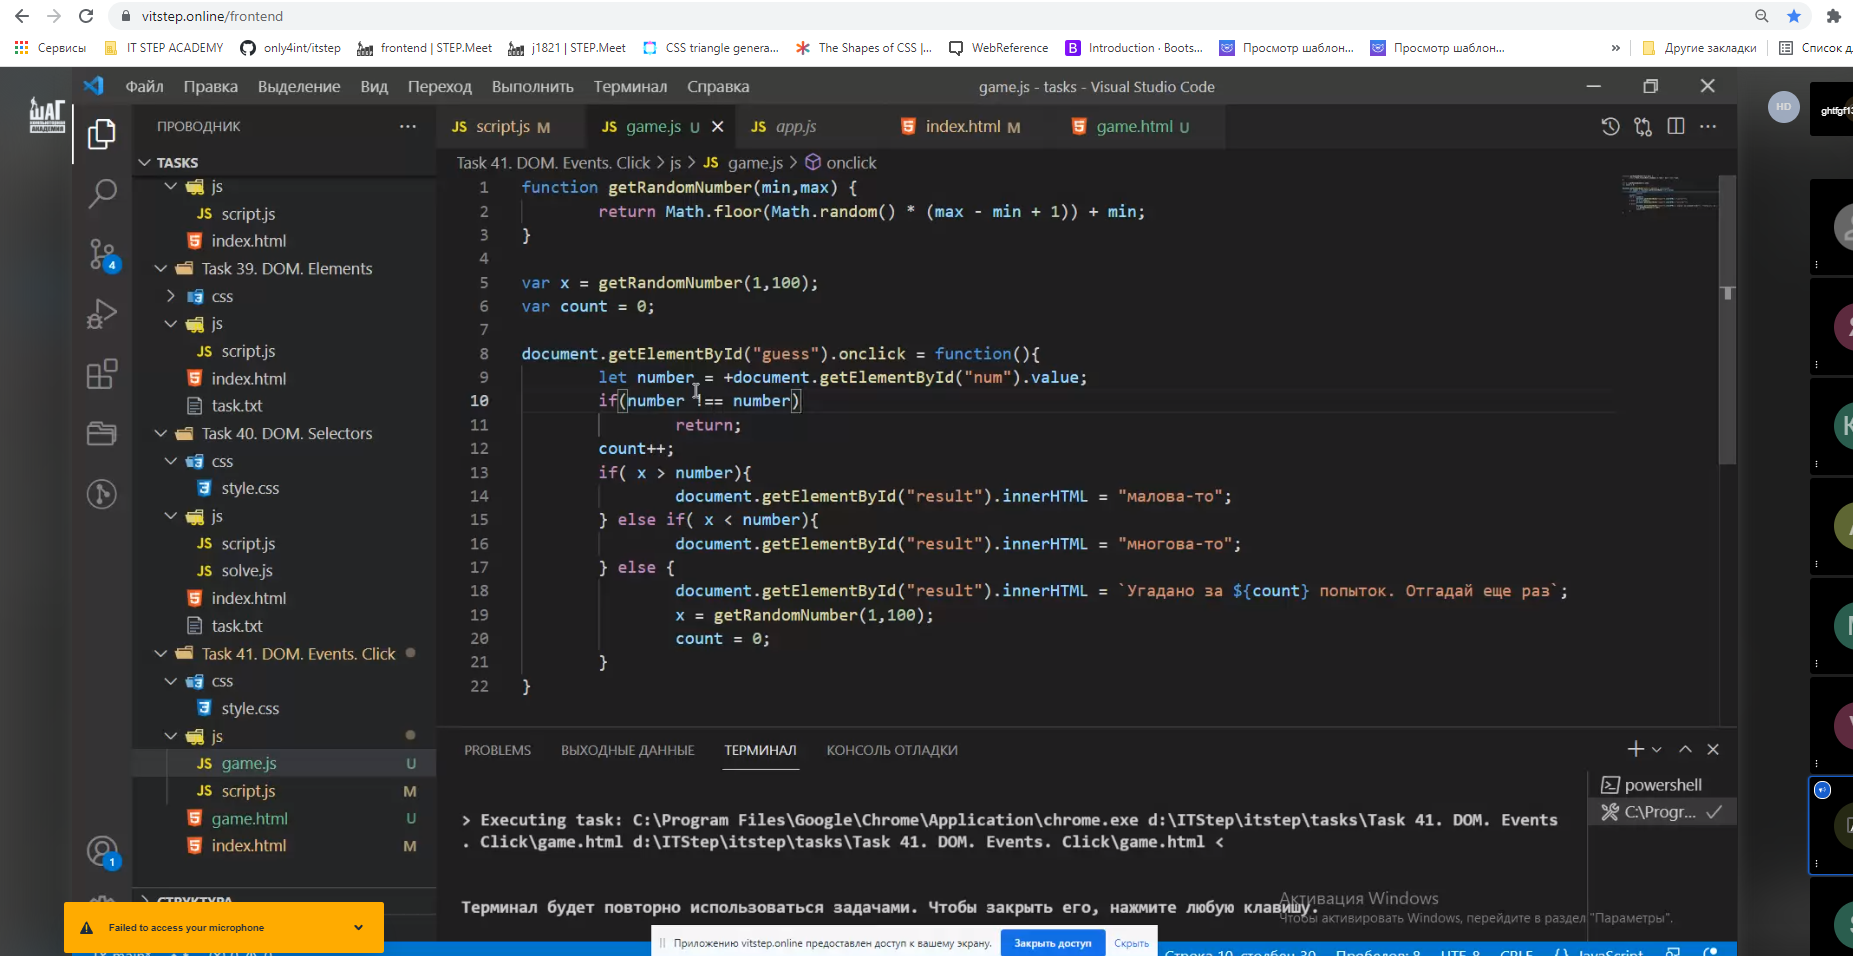 vitstep.online/frontend
Сервисы
IT STEP ACADEMY
only4int/itstep
frontend | STEP.Meet
j1821 | STEP.Meet
CSS triangle genera...
The Shapes of CSS |...
WebReference
Introduction · Boots...
Просмотр шаблон...
Просмотр шаблон...
»
Другие закладки
ШАГ
КОМПЬЮТЕРНАЯ
АКАДЕМИЯ
Файл Правка Выделение Вид Переход Выполнить Терминал Справка
game.js - tasks - Visual Studio Code
HD
ПРОВОДНИК
script.js M
game.js U
app.js
index.html M
game.html U
TASKS
Task 41. DOM. Events. Click > js > JS game.js > onclick
js
JS script.js
index.html
Task 39. DOM. Elements
css
js
JS script.js
index.html
task.txt
Task 40. DOM. Selectors
css
style.css
js
JS script.js
JS solve.js
index.html
task.txt
Task 41. DOM. Events. Click
css
style.css
js
JS game.js U
JS script.js M
game.html U
index.html M
СТРУКТУРА
4
1
1 function getRandomNumber(min,max) {
2 return Math.floor(Math.random() * (max - min + 1)) + min;
3 }
4
5 var x = getRandomNumber(1,100);
6 var count = 0;
7
8 document.getElementById("guess").onclick = function(){
9 let number = +document.getElementById("num").value;
10 if(number !== number)
11 return;
12 count++;
13 if( x > number){
14 document.getElementById("result").innerHTML = "малова-то";
15 } else if( x < number){
16 document.getElementById("result").innerHTML = "многова-то";
17 } else {
18 document.getElementById("result").innerHTML = `Угадано за ${count} попыток. Отгадай еще раз`;
19 x = getRandomNumber(1,100);
20 count = 0;
21 }
22 }
PROBLEMS ВЫХОДНЫЕ ДАННЫЕ ТЕРМИНАЛ КОНСОЛЬ ОТЛАДКИ
powershell
C:\Progr...
> Executing task: C:\Program Files\Google\Chrome\Application\chrome.exe d:\ITStep\itstep\tasks\Task 41. DOM. Events
. Click\game.html d:\ITStep\itstep\tasks\Task 41. DOM. Events. Click\game.html <
Терминал будет повторно использоваться задачами. Чтобы закрыть его, нажмите любую клавишу.
Активация Windows
Чтобы активировать Windows, перейдите в раздел "Параметры".
Failed to access your microphone
Приложению vitstep.online предоставлен доступ к вашему экрану.
Закрыть доступ
Скрыть